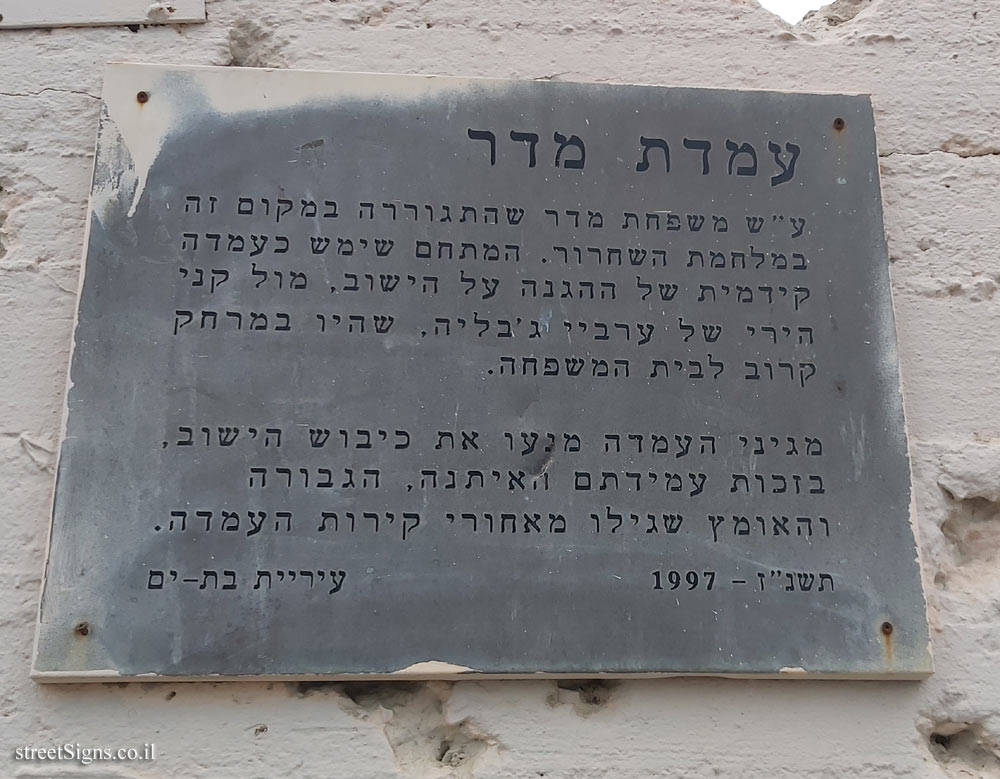 עמדת מדר
ע״ש משפחת מדר שהתגוררה במקום זה
במלחמת השחרור. המתחם שימש כעמדה
קידמית של ההגנה על הישוב, מול קני
הירי של ערביי ג׳בליה, שהיו במרחק
קרוב לבית המשפחה.
מגיני העמדה מנעו את כיבוש הישוב,
בזכות עמידתם האיתנה, הגבורה
והאומץ שגילו מאחורי קירות העמדה.
תשנ״ז – 1997 עיריית בת-ים
streetSigns.co.il